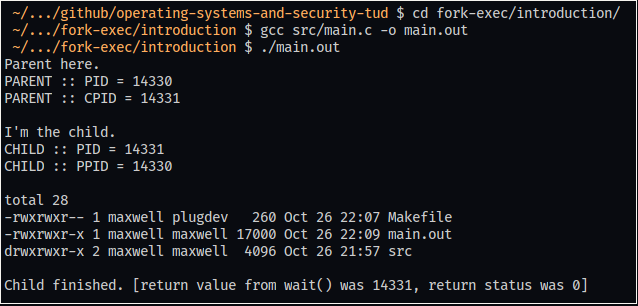 ~/.../github/operating-systems-and-security-tud $ cd fork-exec/introduction/
~/.../fork-exec/introduction $ gcc src/main.c -o main.out
~/.../fork-exec/introduction $ ./main.out
Parent here.
PARENT :: PID = 14330
PARENT :: CPID = 14331
I'm the child.
CHILD :: PID = 14331
CHILD :: PPID = 14330
total 28
-rwxrwxr-- 1 maxwell plugdev   260 Oct 26 22:07 Makefile
-rwxrwxr-x 1 maxwell maxwell 17000 Oct 26 22:09 main.out
drwxrwxr-x 2 maxwell maxwell  4096 Oct 26 21:57 src
Child finished. [return value from wait() was 14331, return status was 0]